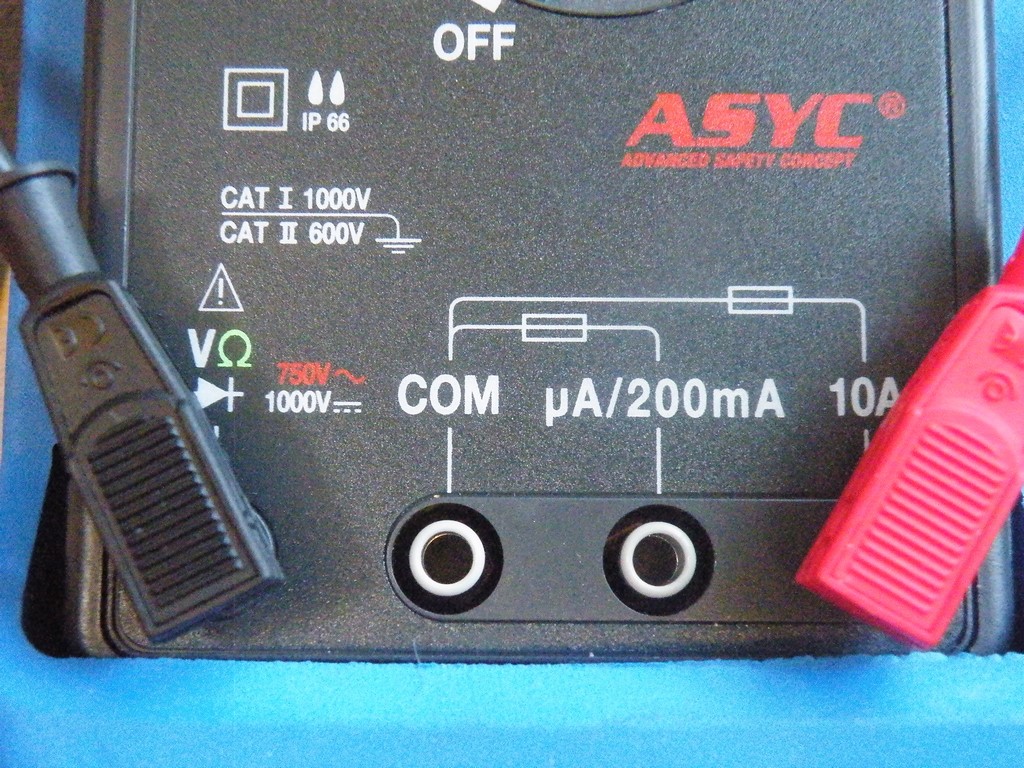 OFF
IP 66
ASYC®
ADVANCED SAFETY CONCEPT
CAT I 1000V
CAT II 600V
VΩ
750V~
1000V⎓
COM
µA/200mA
10A